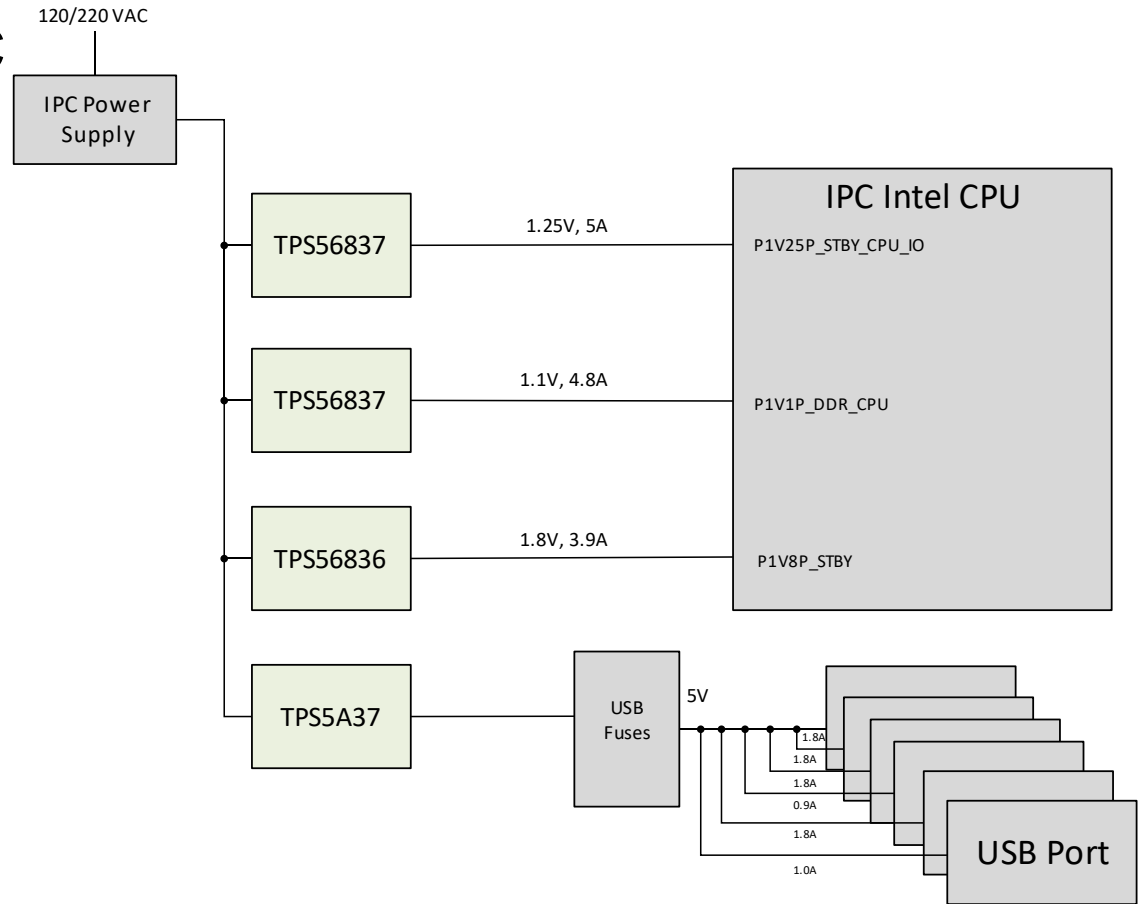 120/220 VAC
IPC Power
Supply
IPC Intel CPU
TPS56837
1.25V, 5A
P1V25P_STBY_CPU_IO
TPS56837
1.1V, 4.8A
P1V1P_DDR_CPU
TPS56836
1.8V, 3.9A
P1V8P_STBY
TPS5A37
USB
Fuses
5V
1.8A
1.8A
1.8A
0.9A
1.8A
1.0A
USB Port